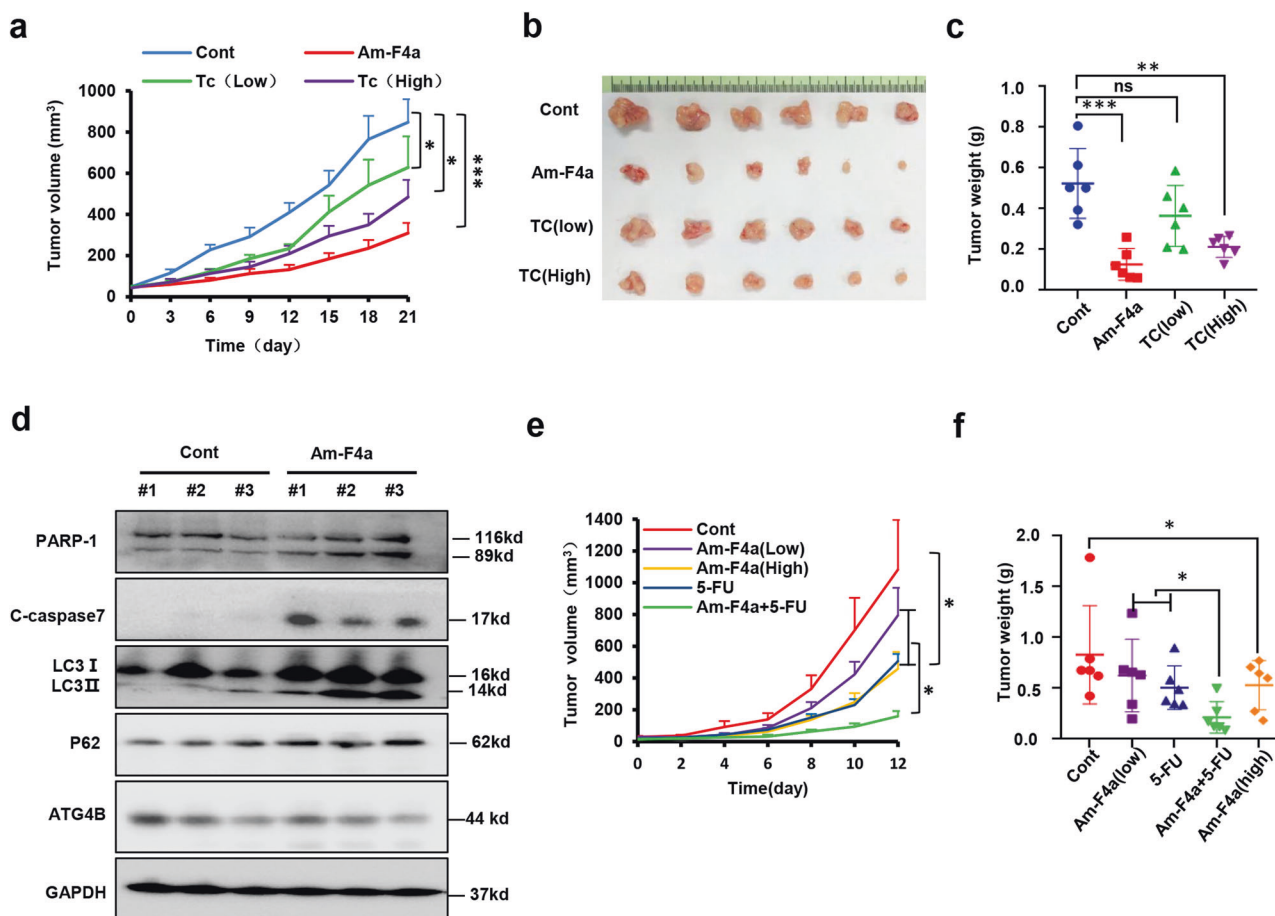 a
Cont
Am-F4a
Tc（Low）
Tc（High）
Tumor volume (mm³)
1000
800
600
400
200
0
0 3 6 9 12 15 18 21
Time（day）
*
*
***
b
Cont
Am-F4a
TC(low)
TC(High)
c
**
ns
***
Tumor weight (g)
1.0
0.8
0.6
0.4
0.2
0.0
Cont
Am-F4a
TC(low)
TC(High)
d
Cont
Am-F4a
#1 #2 #3 #1 #2 #3
PARP-1
116kd
89kd
C-caspase7
17kd
LC3 I
16kd
LC3 II
14kd
P62
62kd
ATG4B
44 kd
GAPDH
37kd
e
Cont
Am-F4a(Low)
Am-F4a(High)
5-FU
Am-F4a+5-FU
Tumor volume (mm³)
1400
1200
1000
800
600
400
200
0
0 2 4 6 8 10 12
Time(day)
*
*
f
*
*
Tumor weight (g)
2.0
1.5
1.0
0.5
0.0
Cont
Am-F4a(low)
5-FU
Am-F4a+5-FU
Am-F4a(high)